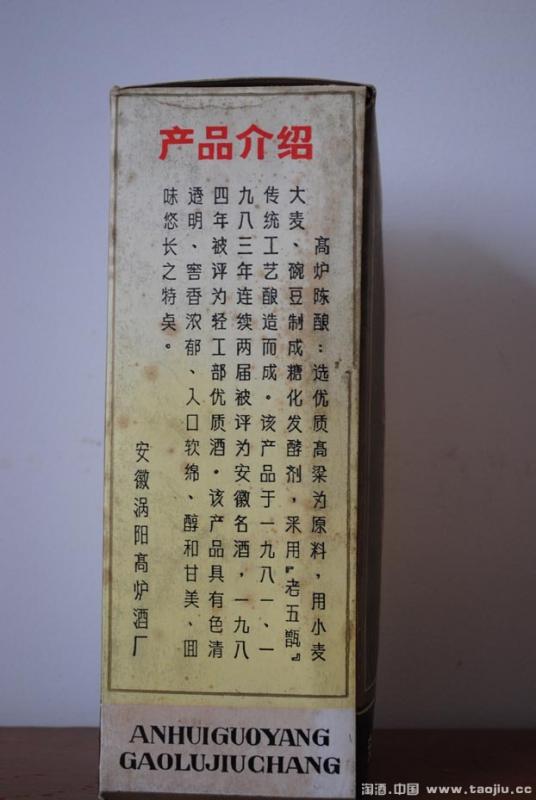 产品介绍
高炉陈酿：选优质高粱为原料，用小麦
大麦、碗豆制成糖化发酵剂，采用『老五甑』
传统工艺酿造而成。该产品于一九八一、一
九八三年连续两届被评为安徽名酒，一九八
四年被评为轻工部优质酒。该产品具有色清
透明、窖香浓郁、入口软绵、醇和甘美、回
味悠长之特点。
安徽涡阳高炉酒厂
ANHUIGUOYANG
GAOLUJIUCHANG
淘酒.中国 www.taojiu.cc